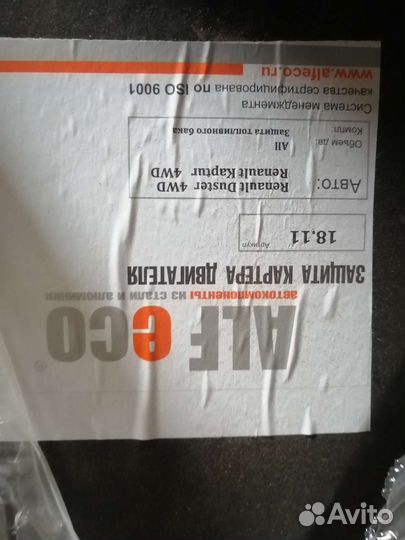 ALF eco®
автокомпоненты из стали и алюминия
ЗАЩИТА КАРТЕРА ДВИГАТЕЛЯ
Артикул 18.11
Авто: Renault Duster 4WD
Renault Kaptur 4WD
Объем дв: All
Компл: Защита топливного бака
Система менеджмента
качества сертифицирована по ISO 9001
www.alfeco.ru
Avito